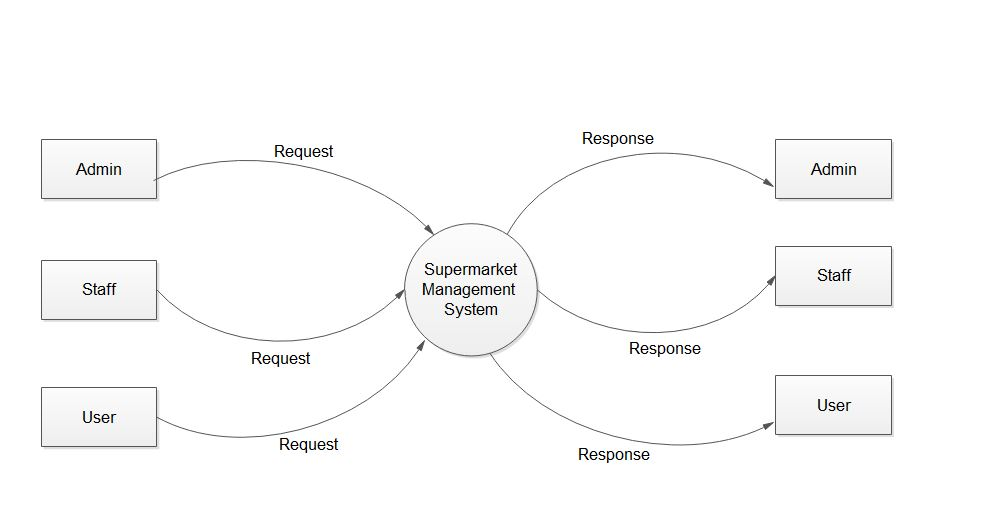 Request
Response
Admin
Admin
Supermarket
Management
System
Staff
Staff
Request
Response
User
User
Request
Response